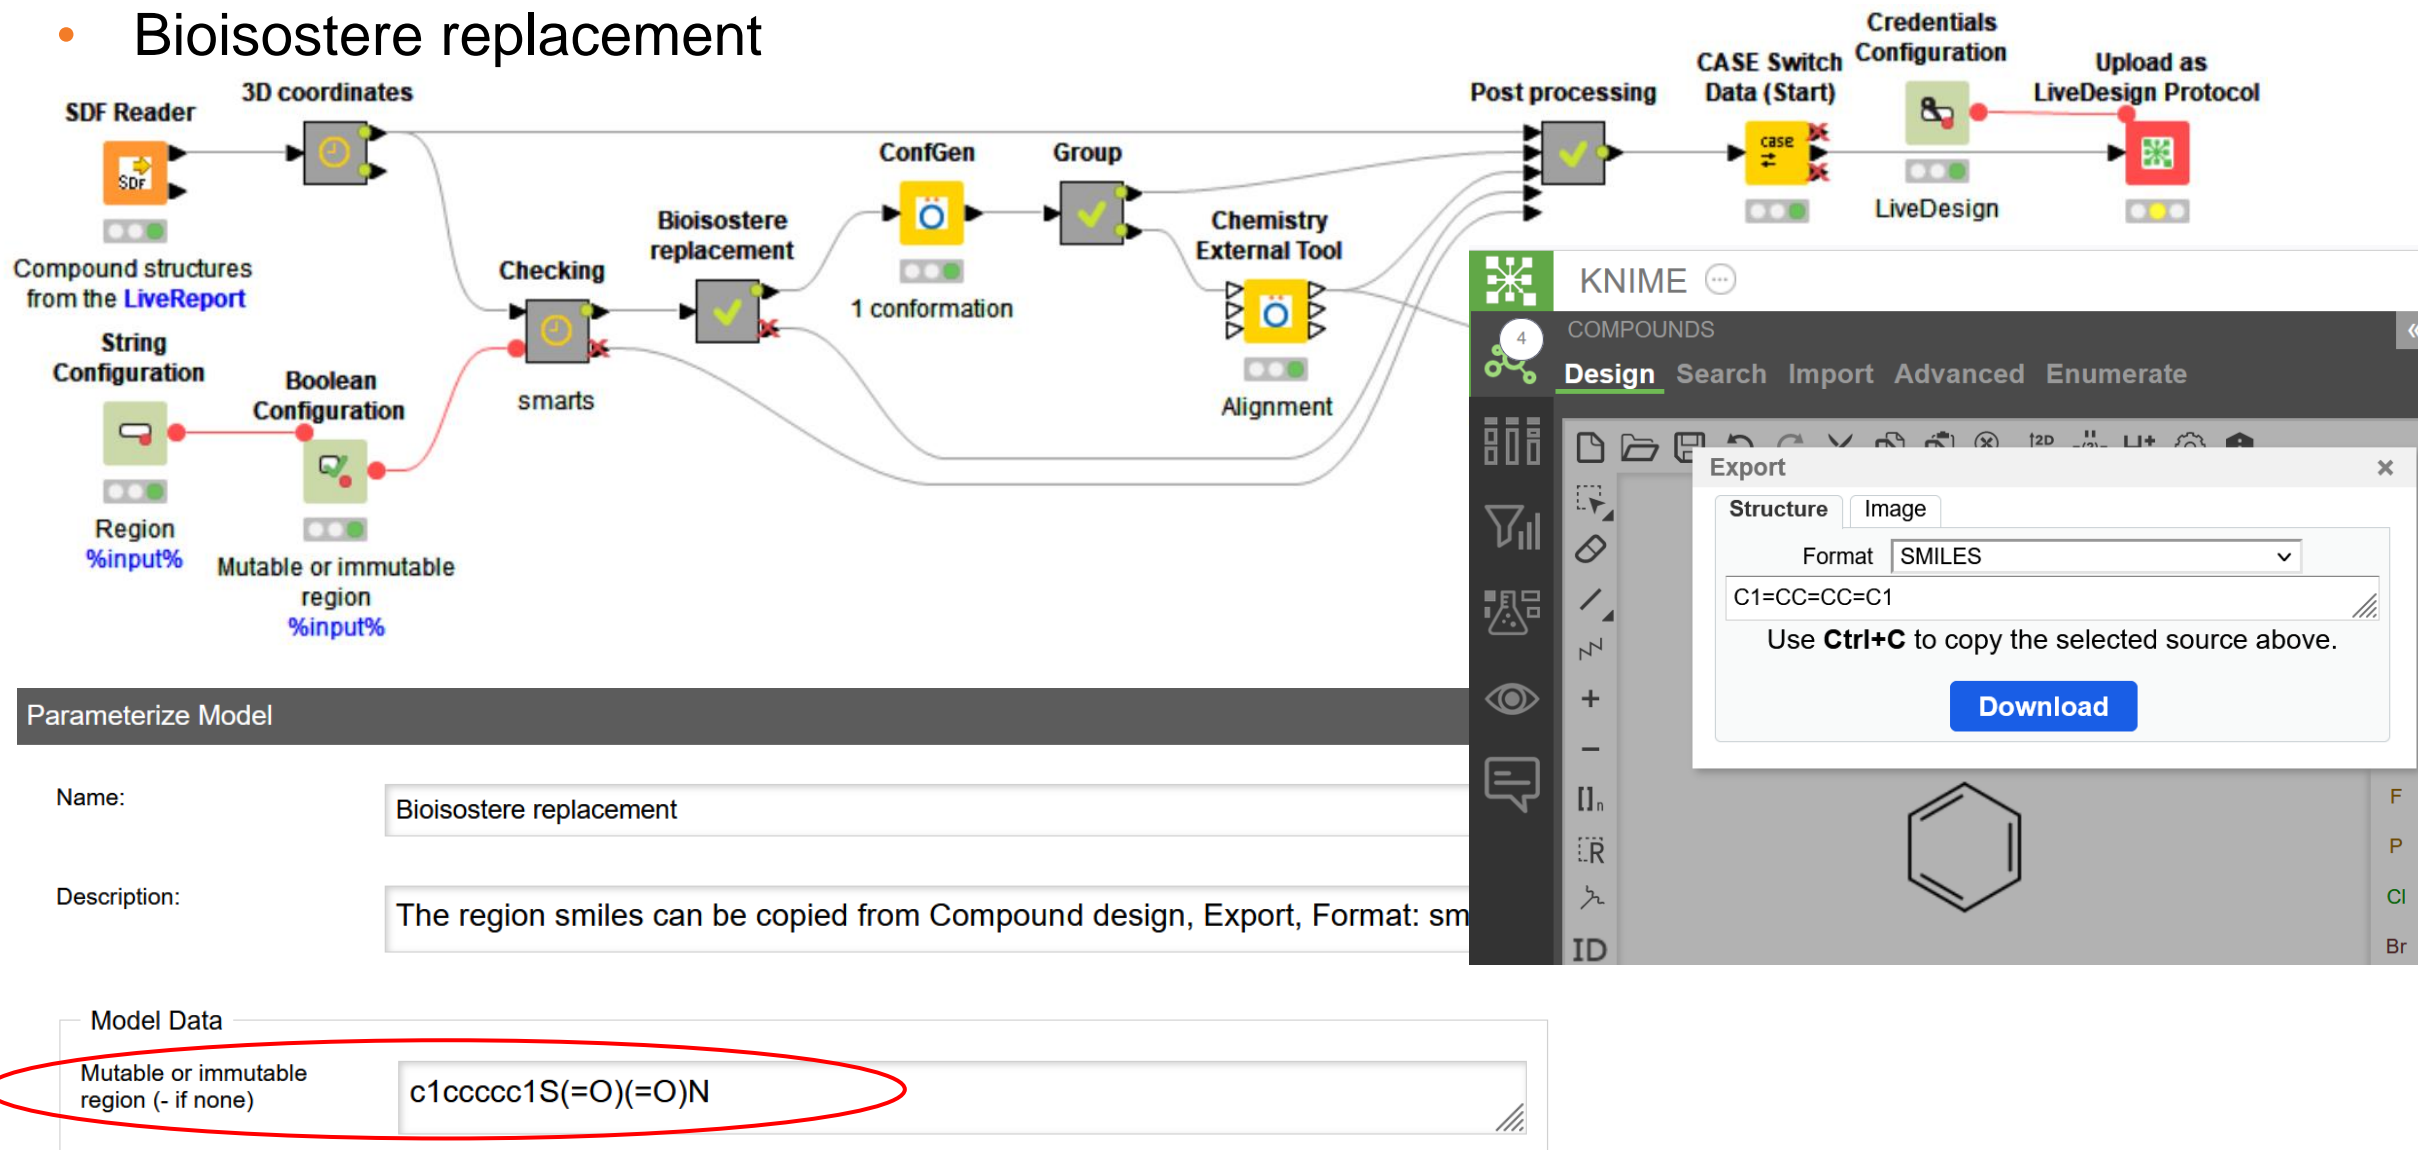 • Bioisostere replacement
SDF Reader
3D coordinates
SDF
Compound structures
from the LiveReport
String
Configuration
Boolean
Configuration
Region
%input%
Mutable or immutable
region
%input%
Checking
smarts
Bioisostere
replacement
ConfGen
1 conformation
Group
Chemistry
External Tool
Alignment
Post processing
CASE Switch
Data (Start)
case
Credentials
Configuration
LiveDesign
Upload as
LiveDesign Protocol
KNIME
4
COMPOUNDS
«
Design Search Import Advanced Enumerate
Export
×
Structure Image
Format SMILES
C1=CC=CC=C1
Use Ctrl+C to copy the selected source above.
Download
[]n
R
ID
F
P
Cl
Br
Parameterize Model
Name:
Bioisostere replacement
Description:
The region smiles can be copied from Compound design, Export, Format: sm
Model Data
Mutable or immutable
region (- if none)
c1ccccc1S(=O)(=O)N